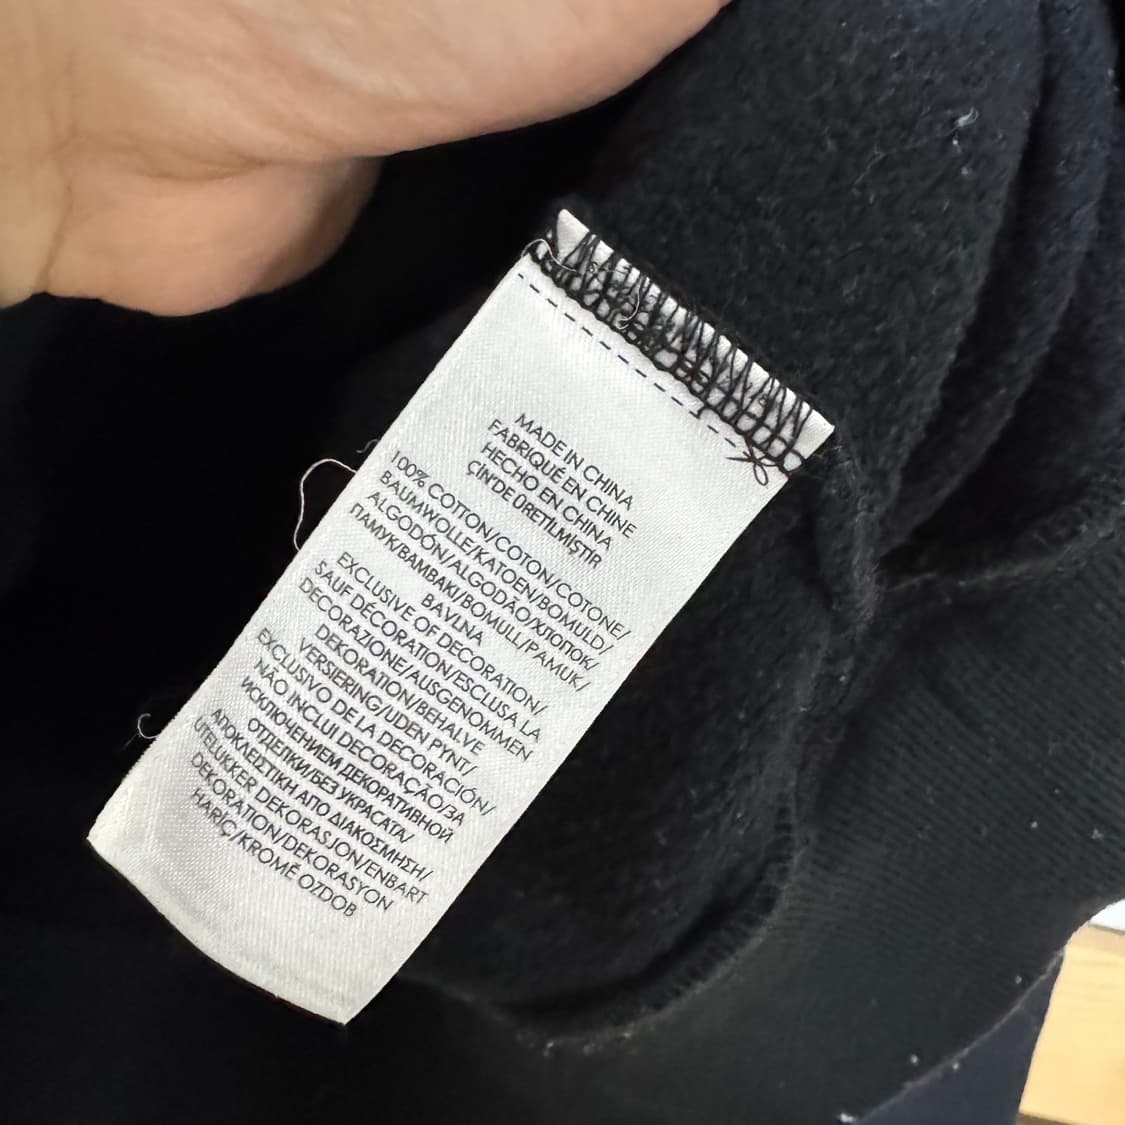 MADE IN CHINA
FABRIQUÉ EN CHINE
HECHO EN CHINA
ÇİN'DE ÜRETİLMİŞTİR
100% COTTON/COTON/COTONE/
BAUMWOLLE/KATOEN/BOMULD/
ALGODÓN/ALGODÃO/ХЛОПОК/
ПАМУК/ΒΑΜΒΑΚΙ/BOMULL/PAMUK/
BAVLNA
EXCLUSIVE OF DECORATION/
SAUF DÉCORATION/ESCLUSA LA
DECORAZIONE/AUSGENOMMEN
DEKORATION/BEHALVE
VERSIERING/UDEN PYNT/
EXCLUSIVO DE LA DECORACIÓN/
NÃO INCLUI DECORAÇÃO/ЗА
ИСКЛЮЧЕНИЕМ ДЕКОРАТИВНОЙ
ОТДЕЛКИ/БЕЗ УКРАСАТА/
ΑΠΟΚΛΕΙΣΤΙΚΗ ΑΠΟ ΔΙΑΚΟΣΜΗΣΗ/
UTELUKKER DEKORASJON/ENBART
DEKORATION/DEKORASYON
HARİÇ/KROMĚ OZDOB